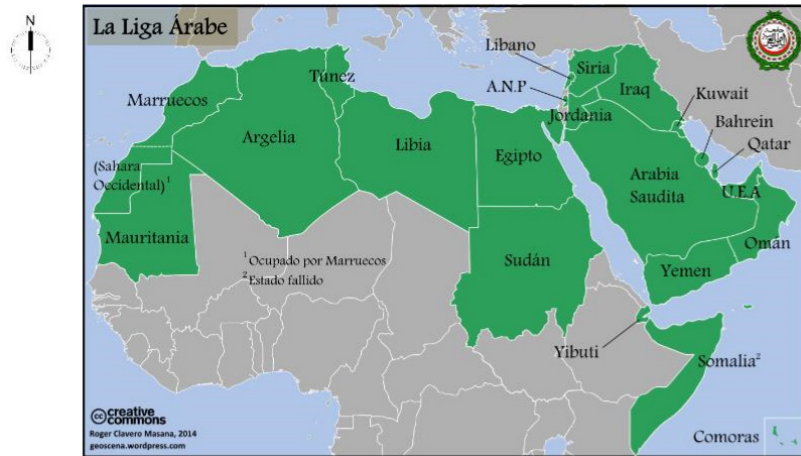 N
La Liga Árabe
Líbano
Siria
Túnez
A.N.P
Iraq
Kuwait
Marruecos
Jordania
Bahrein
Argelia
Libia
Egipto
Qatar
(Sahara
Occidental)¹
Arabia
Saudita
U.E.A
Mauritania
Omán
¹Ocupado por Marruecos
²Estado fallido
Sudán
Yemen
Yibuti
Somalia²
cc creative
commons
Roger Clavero Masana, 2014
geoscena.wordpress.com
Comoras